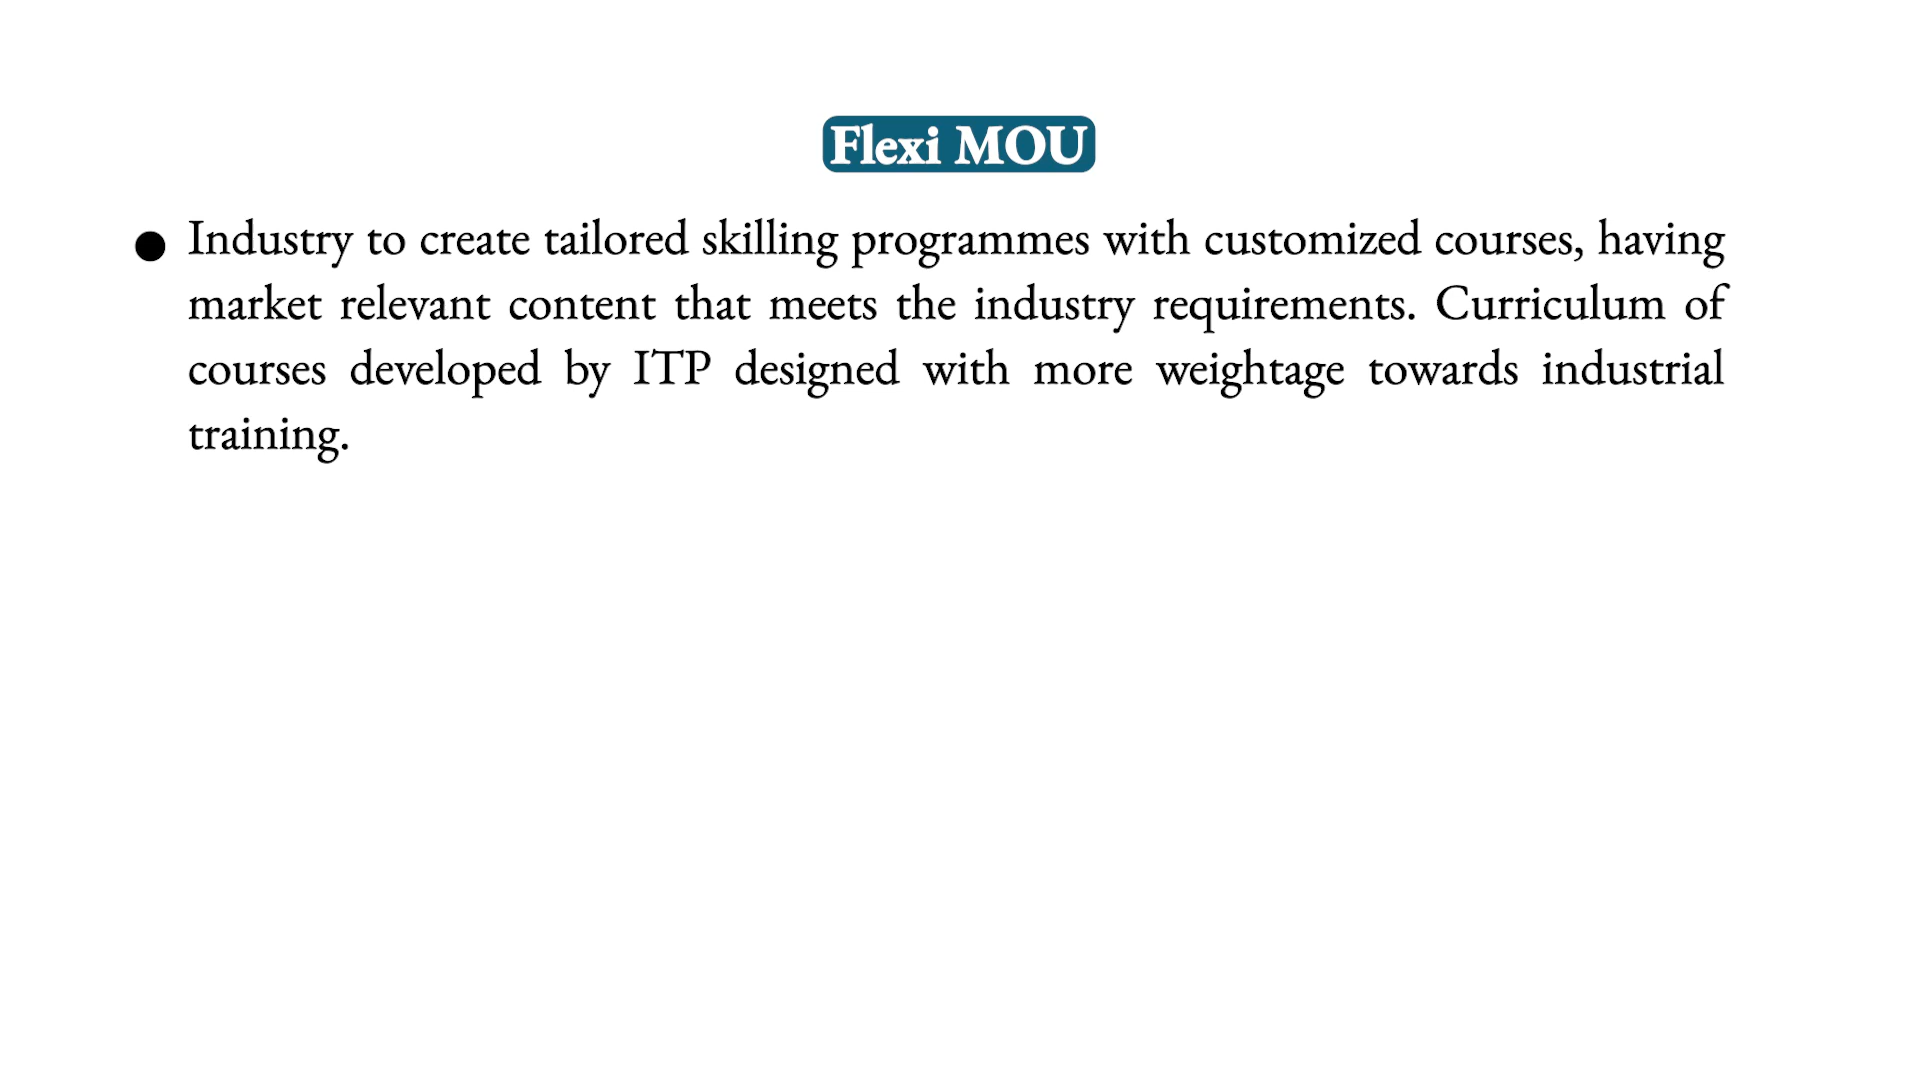 Flexi MOU
● Industry to create tailored skilling programmes with customized courses, having
market relevant content that meets the industry requirements. Curriculum of
courses developed by ITP designed with more weightage towards industrial
training.